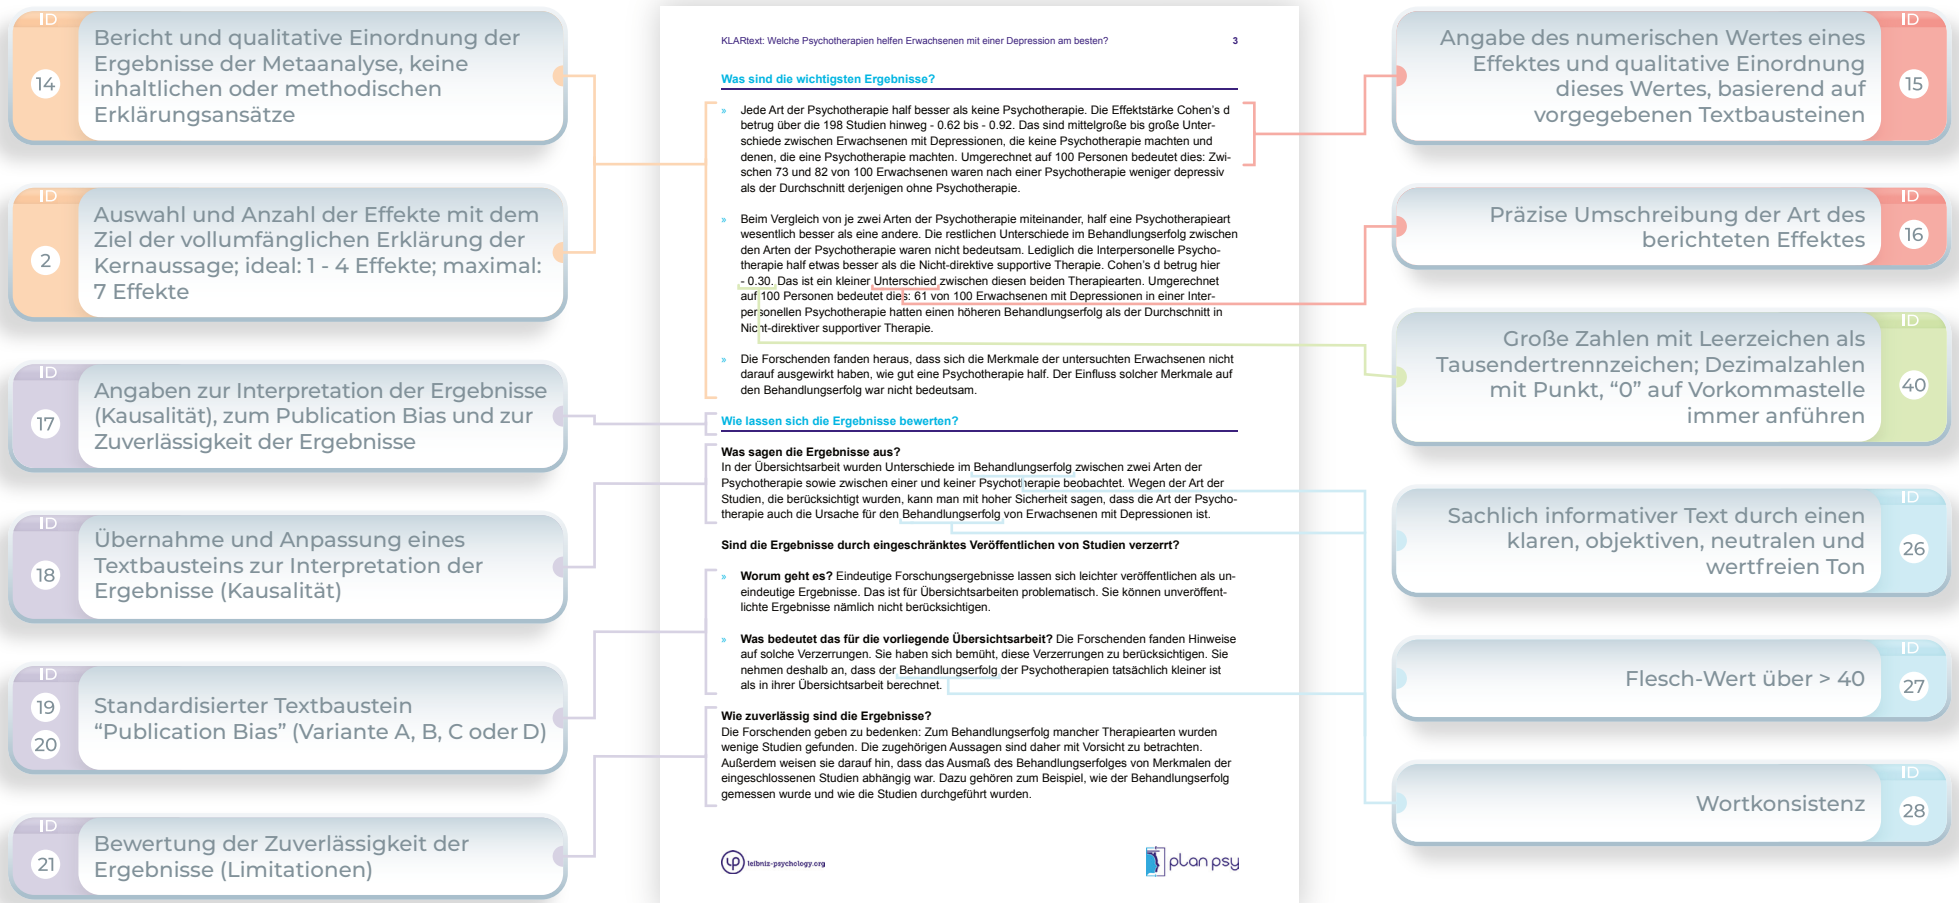 ID
14
Bericht und qualitative Einordnung der
Ergebnisse der Metaanalyse, keine
inhaltlichen oder methodischen
Erklärungsansätze
ID
2
Auswahl und Anzahl der Effekte mit dem
Ziel der vollumfänglichen Erklärung der
Kernaussage; ideal: 1 - 4 Effekte; maximal:
7 Effekte
ID
17
Angaben zur Interpretation der Ergebnisse
(Kausalität), zum Publication Bias und zur
Zuverlässigkeit der Ergebnisse
ID
18
Übernahme und Anpassung eines
Textbausteins zur Interpretation der
Ergebnisse (Kausalität)
ID
19
20
Standardisierter Textbaustein
“Publication Bias” (Variante A, B, C oder D)
ID
21
Bewertung der Zuverlässigkeit der
Ergebnisse (Limitationen)
KLARtext: Welche Psychotherapien helfen Erwachsenen mit einer Depression am besten? 3
Was sind die wichtigsten Ergebnisse?
» Jede Art der Psychotherapie half besser als keine Psychotherapie. Die Effektstärke Cohen’s d
betrug über die 198 Studien hinweg - 0.62 bis - 0.92. Das sind mittelgroße bis große Unter-
schiede zwischen Erwachsenen mit Depressionen, die keine Psychotherapie machten und
denen, die eine Psychotherapie machten. Umgerechnet auf 100 Personen bedeutet dies: Zwi-
schen 73 und 82 von 100 Erwachsenen waren nach einer Psychotherapie weniger depressiv
als der Durchschnitt derjenigen ohne Psychotherapie.
» Beim Vergleich von je zwei Arten der Psychotherapie miteinander, half eine Psychotherapieart
wesentlich besser als eine andere. Die restlichen Unterschiede im Behandlungserfolg zwischen
den Arten der Psychotherapie waren nicht bedeutsam. Lediglich die Interpersonelle Psycho-
therapie half etwas besser als die Nicht-direktive supportive Therapie. Cohen’s d betrug hier
- 0.30. Das ist ein kleiner Unterschied zwischen diesen beiden Therapiearten. Umgerechnet
auf 100 Personen bedeutet dies: 61 von 100 Erwachsenen mit Depressionen in einer Inter-
personellen Psychotherapie hatten einen höheren Behandlungserfolg als der Durchschnitt in
Nicht-direktiver supportiver Therapie.
» Die Forschenden fanden heraus, dass sich die Merkmale der untersuchten Erwachsenen nicht
darauf ausgewirkt haben, wie gut eine Psychotherapie half. Der Einfluss solcher Merkmale auf
den Behandlungserfolg war nicht bedeutsam.
Wie lassen sich die Ergebnisse bewerten?
Was sagen die Ergebnisse aus?
In der Übersichtsarbeit wurden Unterschiede im Behandlungserfolg zwischen zwei Arten der
Psychotherapie sowie zwischen einer und keiner Psychotherapie beobachtet. Wegen der Art der
Studien, die berücksichtigt wurden, kann man mit hoher Sicherheit sagen, dass die Art der Psycho-
therapie auch die Ursache für den Behandlungserfolg von Erwachsenen mit Depressionen ist.
Sind die Ergebnisse durch eingeschränktes Veröffentlichen von Studien verzerrt?
» Worum geht es? Eindeutige Forschungsergebnisse lassen sich leichter veröffentlichen als un-
eindeutige Ergebnisse. Das ist für Übersichtsarbeiten problematisch. Sie können unveröffent-
lichte Ergebnisse nämlich nicht berücksichtigen.
» Was bedeutet das für die vorliegende Übersichtsarbeit? Die Forschenden fanden Hinweise
auf solche Verzerrungen. Sie haben sich bemüht, diese Verzerrungen zu berücksichtigen. Sie
nehmen deshalb an, dass der Behandlungserfolg der Psychotherapien tatsächlich kleiner ist
als in ihrer Übersichtsarbeit berechnet.
Wie zuverlässig sind die Ergebnisse?
Die Forschenden geben zu bedenken: Zum Behandlungserfolg mancher Therapiearten wurden
wenige Studien gefunden. Die zugehörigen Aussagen sind daher mit Vorsicht zu betrachten.
Außerdem weisen sie darauf hin, dass das Ausmaß des Behandlungserfolges von Merkmalen der
eingeschlossenen Studien abhängig war. Dazu gehören zum Beispiel, wie der Behandlungserfolg
gemessen wurde und wie die Studien durchgeführt wurden.
leibniz-psychology.org
plan psy
ID
15
Angabe des numerischen Wertes eines
Effektes und qualitative Einordnung
dieses Wertes, basierend auf
vorgegebenen Textbausteinen
ID
16
Präzise Umschreibung der Art des
berichteten Effektes
ID
40
Große Zahlen mit Leerzeichen als
Tausendertrennzeichen; Dezimalzahlen
mit Punkt, “0” auf Vorkommastelle
immer anführen
ID
26
Sachlich informativer Text durch einen
klaren, objektiven, neutralen und
wertfreien Ton
ID
27
Flesch-Wert über > 40
ID
28
Wortkonsistenz